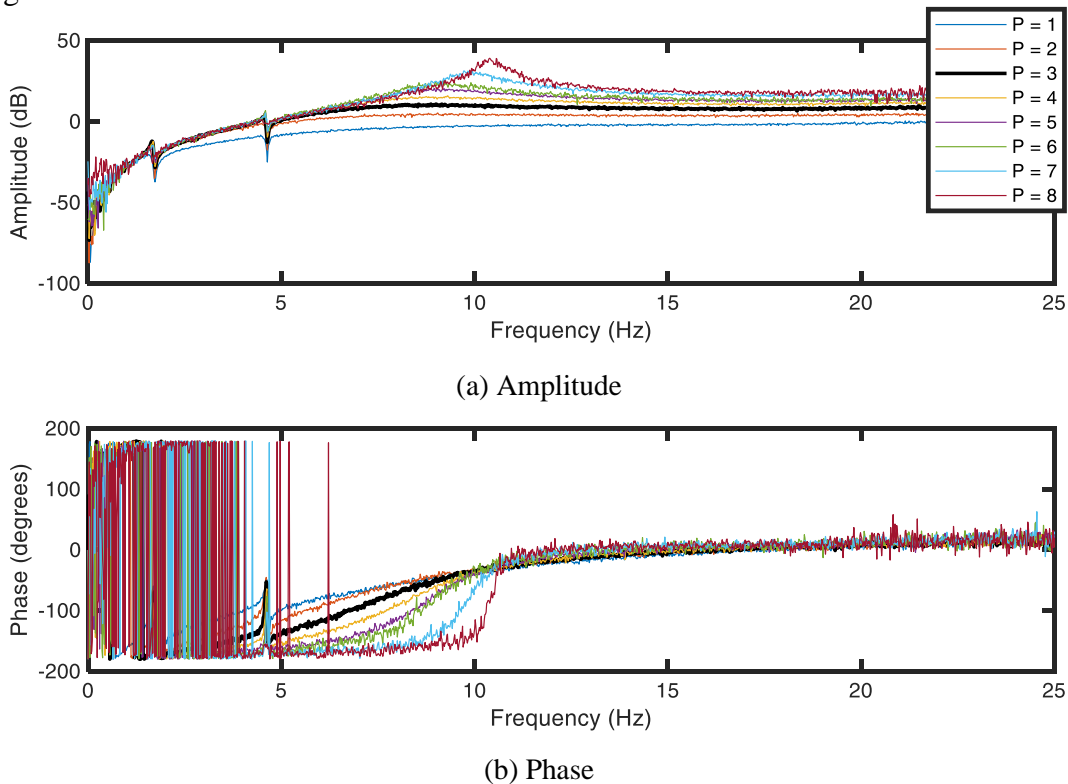 50
0
-50
-100
Amplitude (dB)
0 5 10 15 20 25
Frequency (Hz)
P = 1
P = 2
P = 3
P = 4
P = 5
P = 6
P = 7
P = 8
(a) Amplitude
200
100
0
-100
-200
Phase (degrees)
0 5 10 15 20 25
Frequency (Hz)
(b) Phase